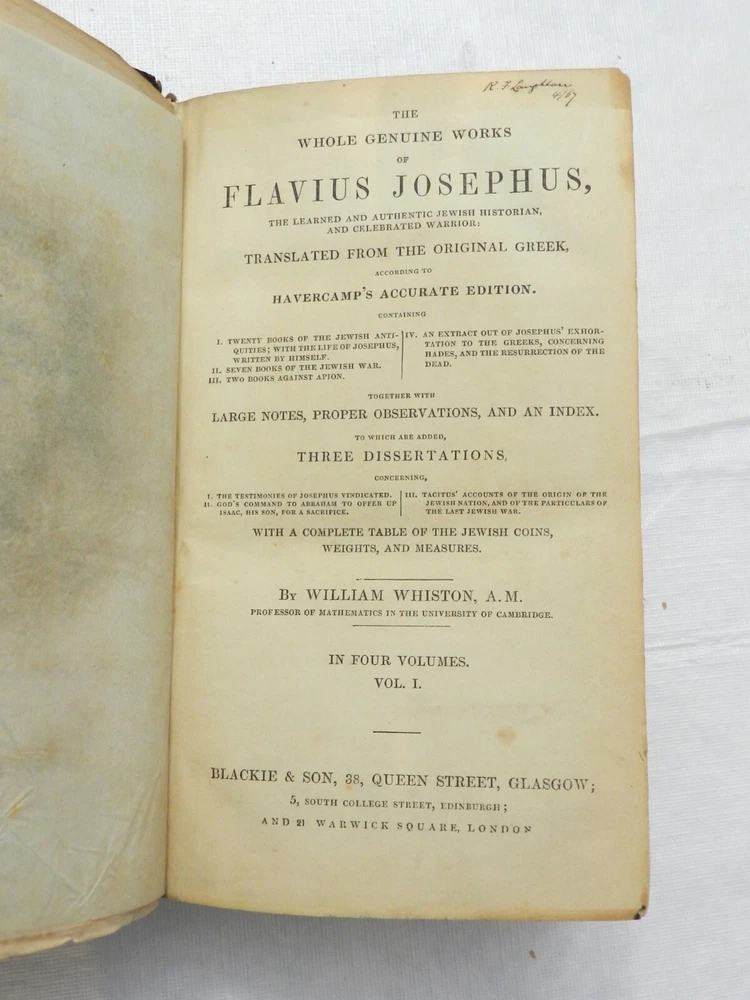 R. F. Laughton
4/67
THE
WHOLE GENUINE WORKS
OF
FLAVIUS JOSEPHUS,
THE LEARNED AND AUTHENTIC JEWISH HISTORIAN,
AND CELEBRATED WARRIOR:
TRANSLATED FROM THE ORIGINAL GREEK,
ACCORDING TO
HAVERCAMP'S ACCURATE EDITION.
CONTAINING
I. TWENTY BOOKS OF THE JEWISH ANTI-
QUITIES; WITH THE LIFE OF JOSEPHUS,
WRITTEN BY HIMSELF.
II. SEVEN BOOKS OF THE JEWISH WAR.
III. TWO BOOKS AGAINST APION.
IV. AN EXTRACT OUT OF JOSEPHUS' EXHOR-
TATION TO THE GREEKS, CONCERNING
HADES, AND THE RESURRECTION OF THE
DEAD.
TOGETHER WITH
LARGE NOTES, PROPER OBSERVATIONS, AND AN INDEX.
TO WHICH ARE ADDED,
THREE DISSERTATIONS,
CONCERNING,
I. THE TESTIMONIES OF JOSEPHUS VINDICATED.
II. GOD'S COMMAND TO ABRAHAM TO OFFER UP
ISAAC, HIS SON, FOR A SACRIFICE.
III. TACITUS' ACCOUNTS OF THE ORIGIN OF THE
JEWISH NATION, AND OF THE PARTICULARS OF
THE LAST JEWISH WAR.
WITH A COMPLETE TABLE OF THE JEWISH COINS,
WEIGHTS, AND MEASURES.
BY WILLIAM WHISTON, A.M.
PROFESSOR OF MATHEMATICS IN THE UNIVERSITY OF CAMBRIDGE.
IN FOUR VOLUMES.
VOL. I.
BLACKIE & SON, 38, QUEEN STREET, GLASGOW;
5, SOUTH COLLEGE STREET, EDINBURGH;
AND 21 WARWICK SQUARE, LONDON